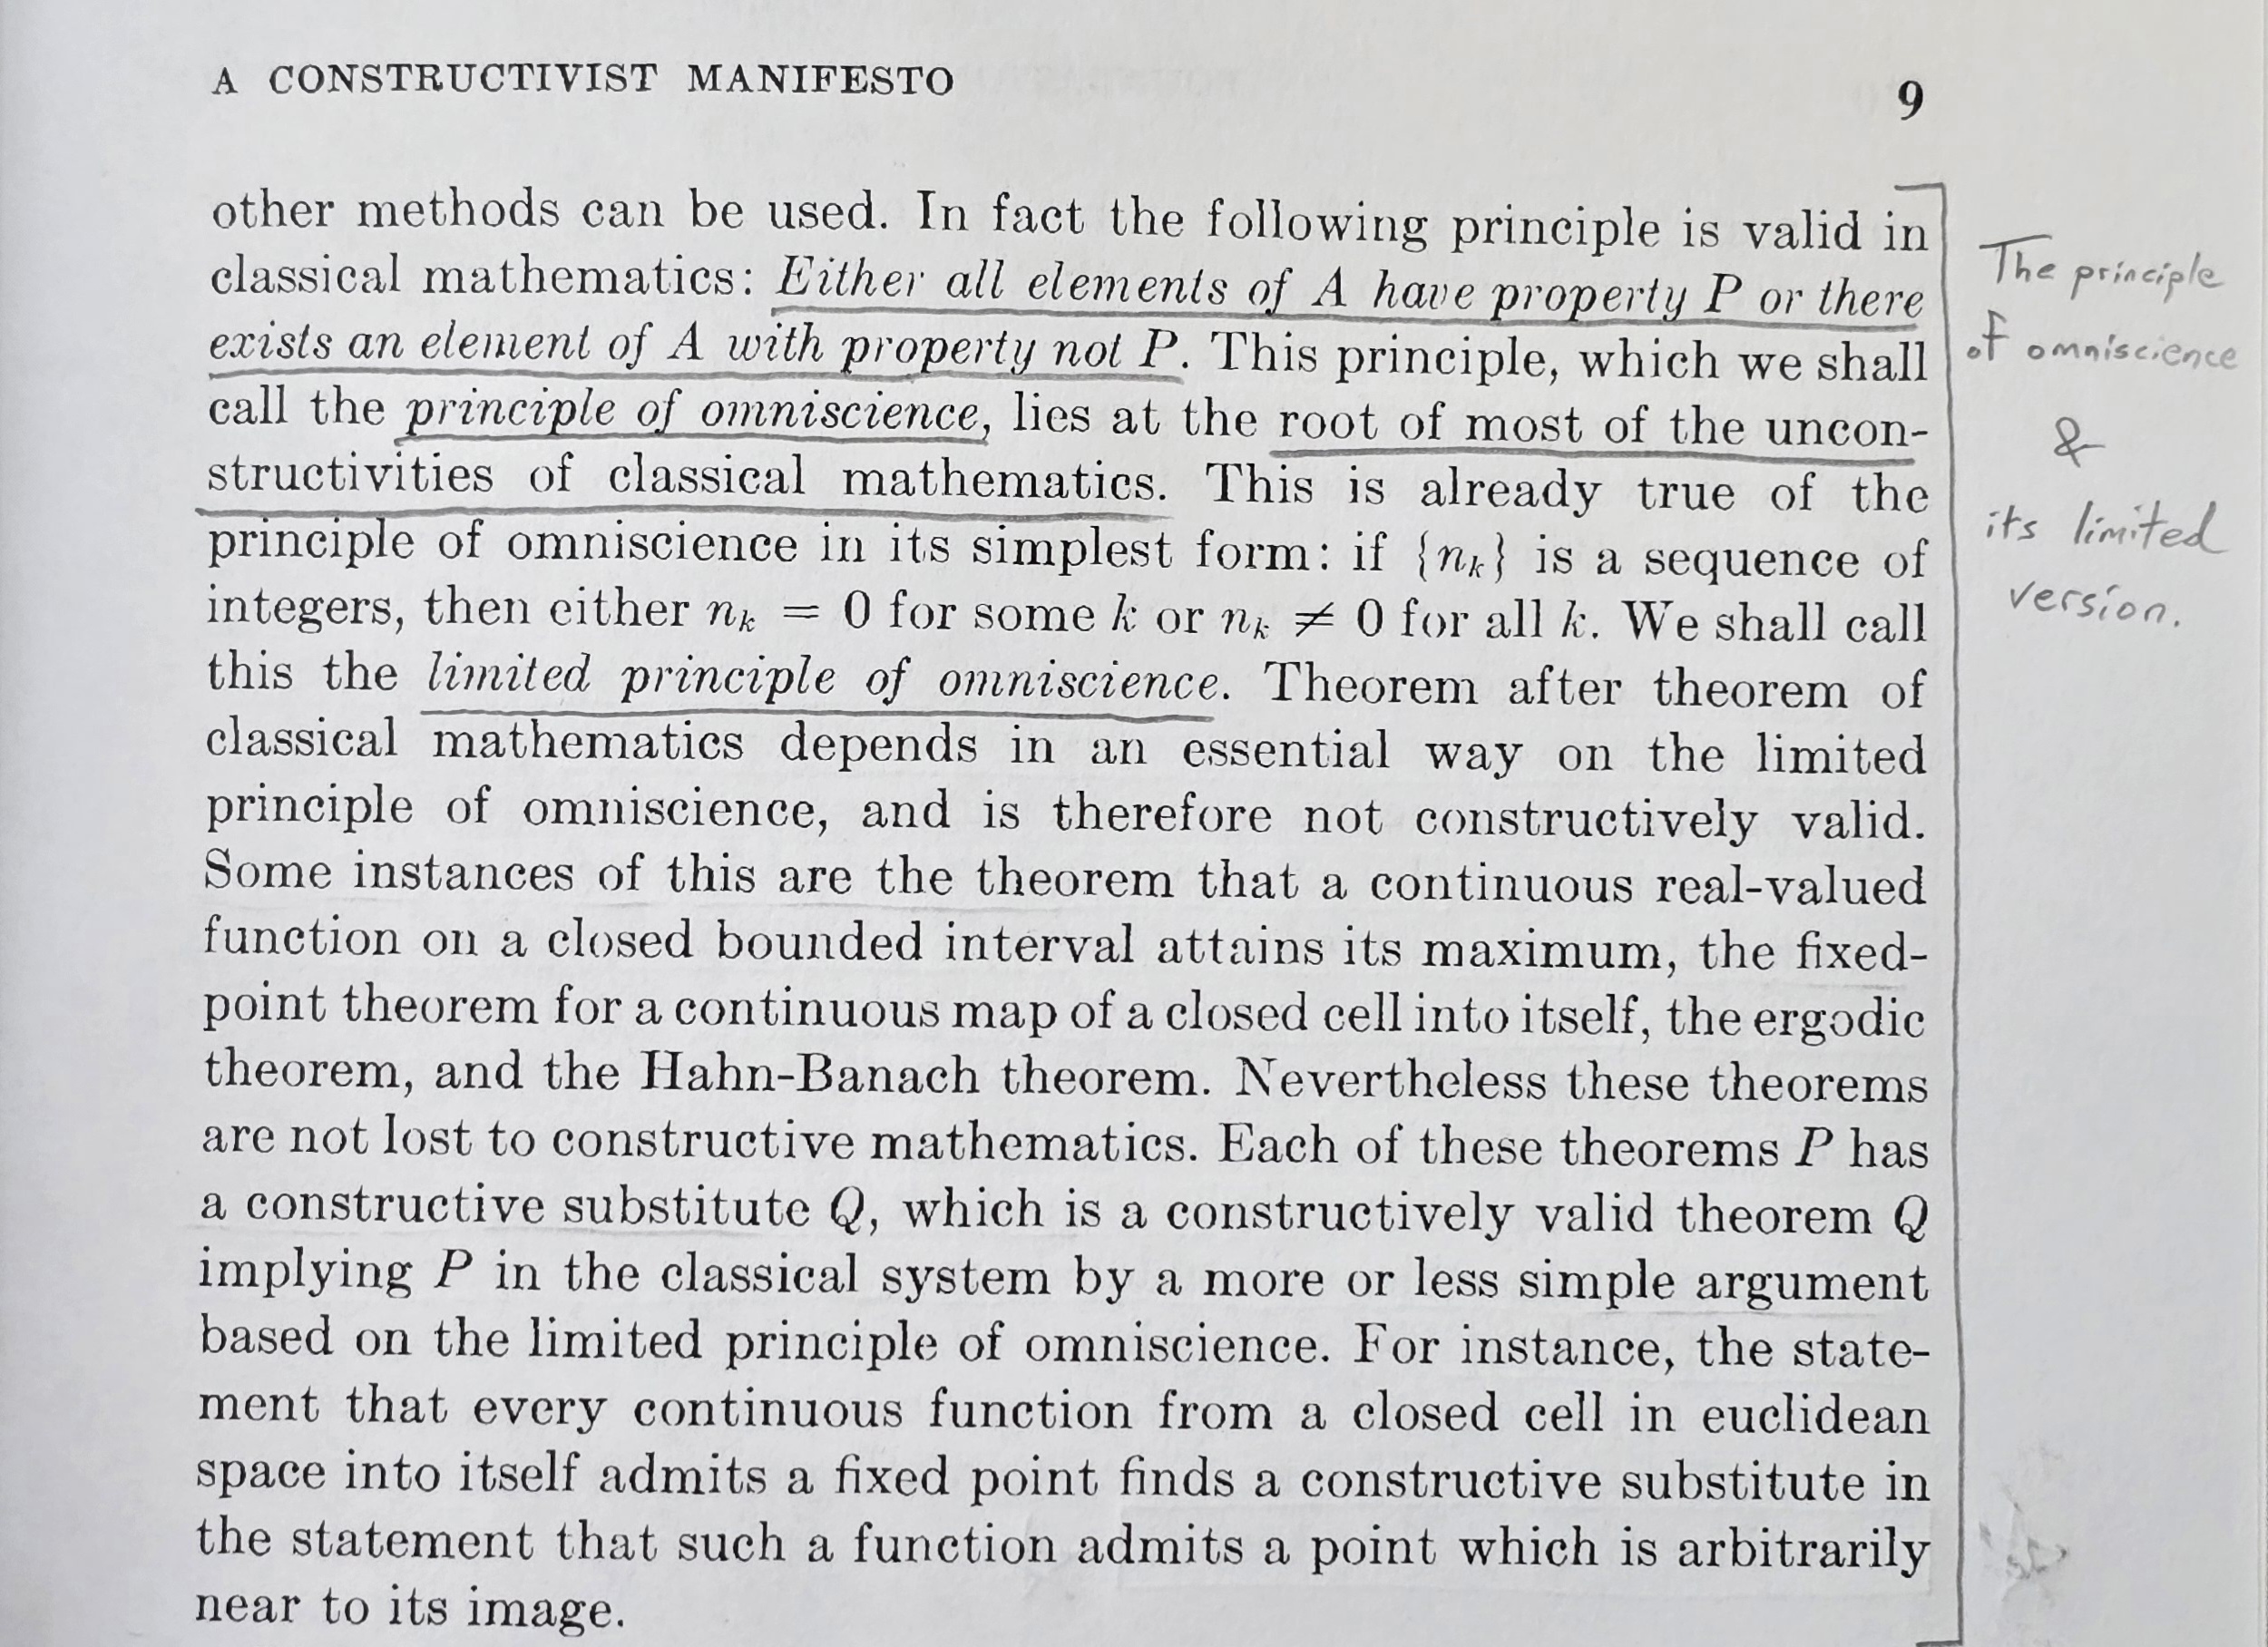 A CONSTRUCTIVIST MANIFESTO 9
other methods can be used. In fact the following principle is valid in
classical mathematics: Either all elements of A have property P or there
exists an element of A with property not P. This principle, which we shall
call the principle of omniscience, lies at the root of most of the uncon-
structivities of classical mathematics. This is already true of the
principle of omniscience in its simplest form: if {nₖ} is a sequence of
integers, then either nₖ = 0 for some k or nₖ ≠ 0 for all k. We shall call
this the limited principle of omniscience. Theorem after theorem of
classical mathematics depends in an essential way on the limited
principle of omniscience, and is therefore not constructively valid.
Some instances of this are the theorem that a continuous real-valued
function on a closed bounded interval attains its maximum, the fixed-
point theorem for a continuous map of a closed cell into itself, the ergodic
theorem, and the Hahn-Banach theorem. Nevertheless these theorems
are not lost to constructive mathematics. Each of these theorems P has
a constructive substitute Q, which is a constructively valid theorem Q
implying P in the classical system by a more or less simple argument
based on the limited principle of omniscience. For instance, the state-
ment that every continuous function from a closed cell in euclidean
space into itself admits a fixed point finds a constructive substitute in
the statement that such a function admits a point which is arbitrarily
near to its image.
The principle
of omniscience
&
its limited
version.